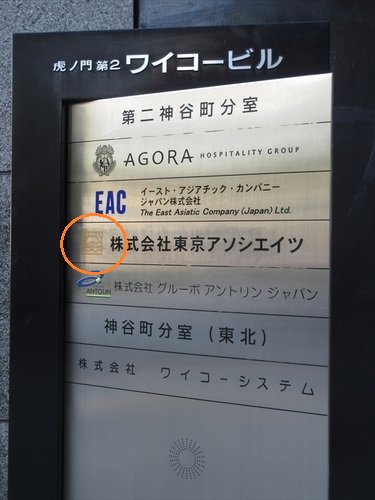 虎ノ門 第2 ワイコービル
第二神谷町分室
AGORA HOSPITALITY GROUP
EAC イースト・アジアチック・カンパニー
ジャパン株式会社
The East Asiatic Company (Japan) Ltd.
株式会社東京アソシエイツ
ANTOLIN 株式会社 グルーポ アントリン ジャパン
神谷町分室（東北）
株式会社 ワイコーシステム